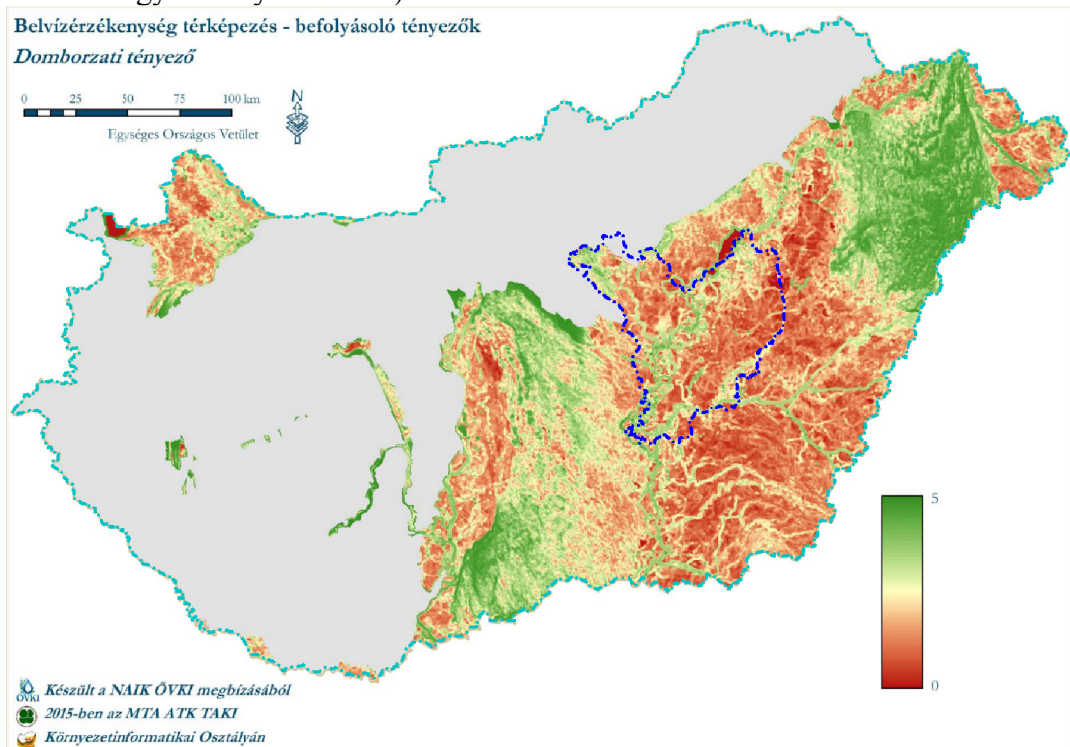 Belvízérzékenység térképezés - befolyásoló tényezők
Domborzati tényező
0 25 50 75 100 km
N
Egységes Országos Vetület
5
0
ÖVKI
Készült a NAIK ÖVKI megbízásából
2015-ben az MTA ATK TAKI
Környezetinformatikai Osztályán